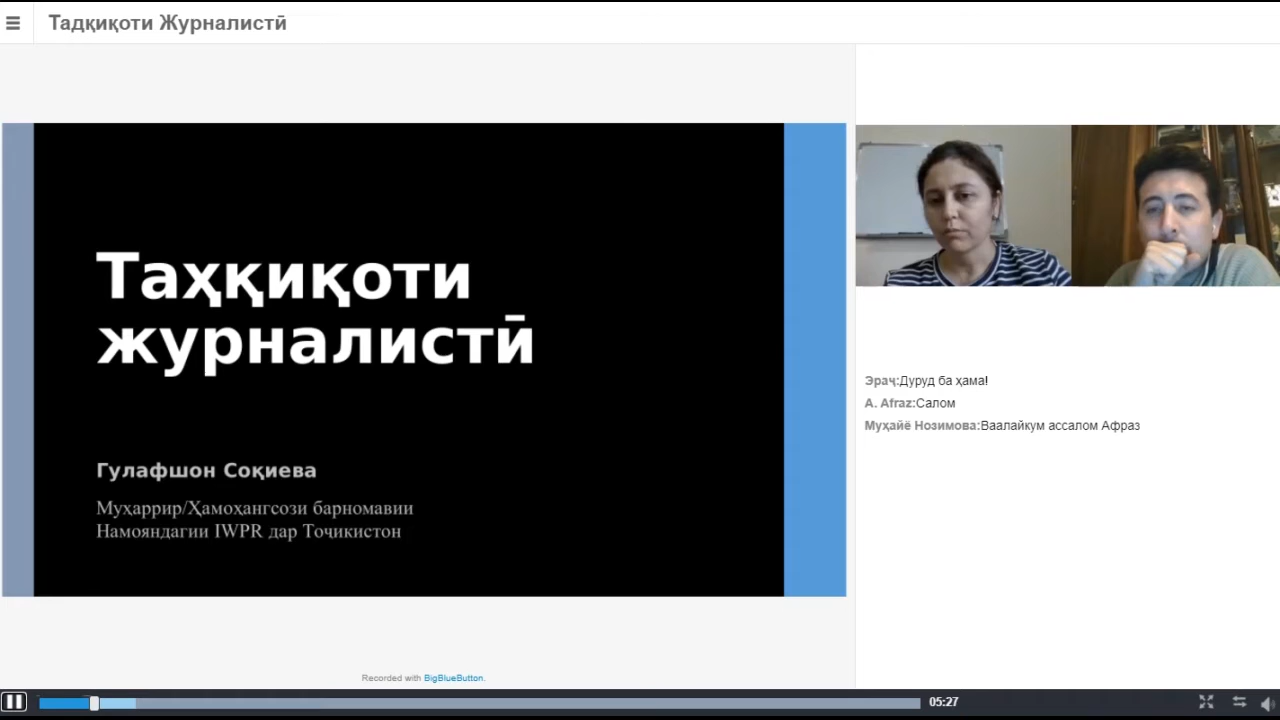 Тадқиқоти Журналистӣ
Таҳқиқоти
журналистӣ
Гулафшон Соқиева
Муҳаррир/Ҳамоҳангсози барномавии
Намояндагии IWPR дар Тоҷикистон
Эраҷ:Дуруд ба ҳама!
A. Afraz:Салом
Муҳайё Нозимова:Ваалайкум ассалом Афраз
Recorded with BigBlueButton.
05:27